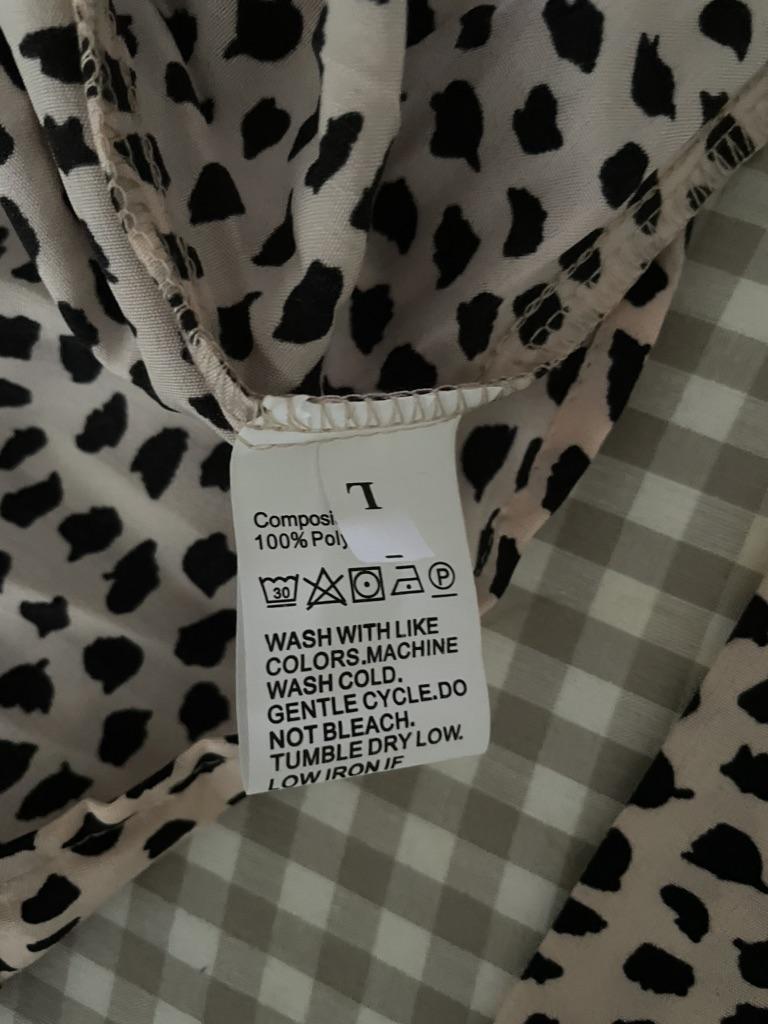 L
Composi
100% Poly
30
P
WASH WITH LIKE
COLORS.MACHINE
WASH COLD.
GENTLE CYCLE.DO
NOT BLEACH.
TUMBLE DRY LOW.
LOW IRON IF